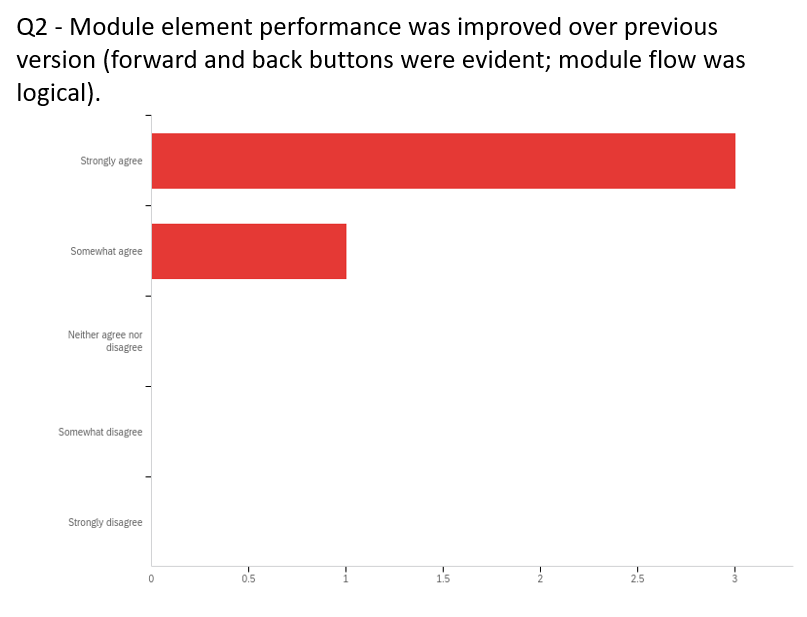 Q2 - Module element performance was improved over previous
version (forward and back buttons were evident; module flow was
logical).
Strongly agree
Somewhat agree
Neither agree nor
disagree
Somewhat disagree
Strongly disagree
0 0.5 1 1.5 2 2.5 3